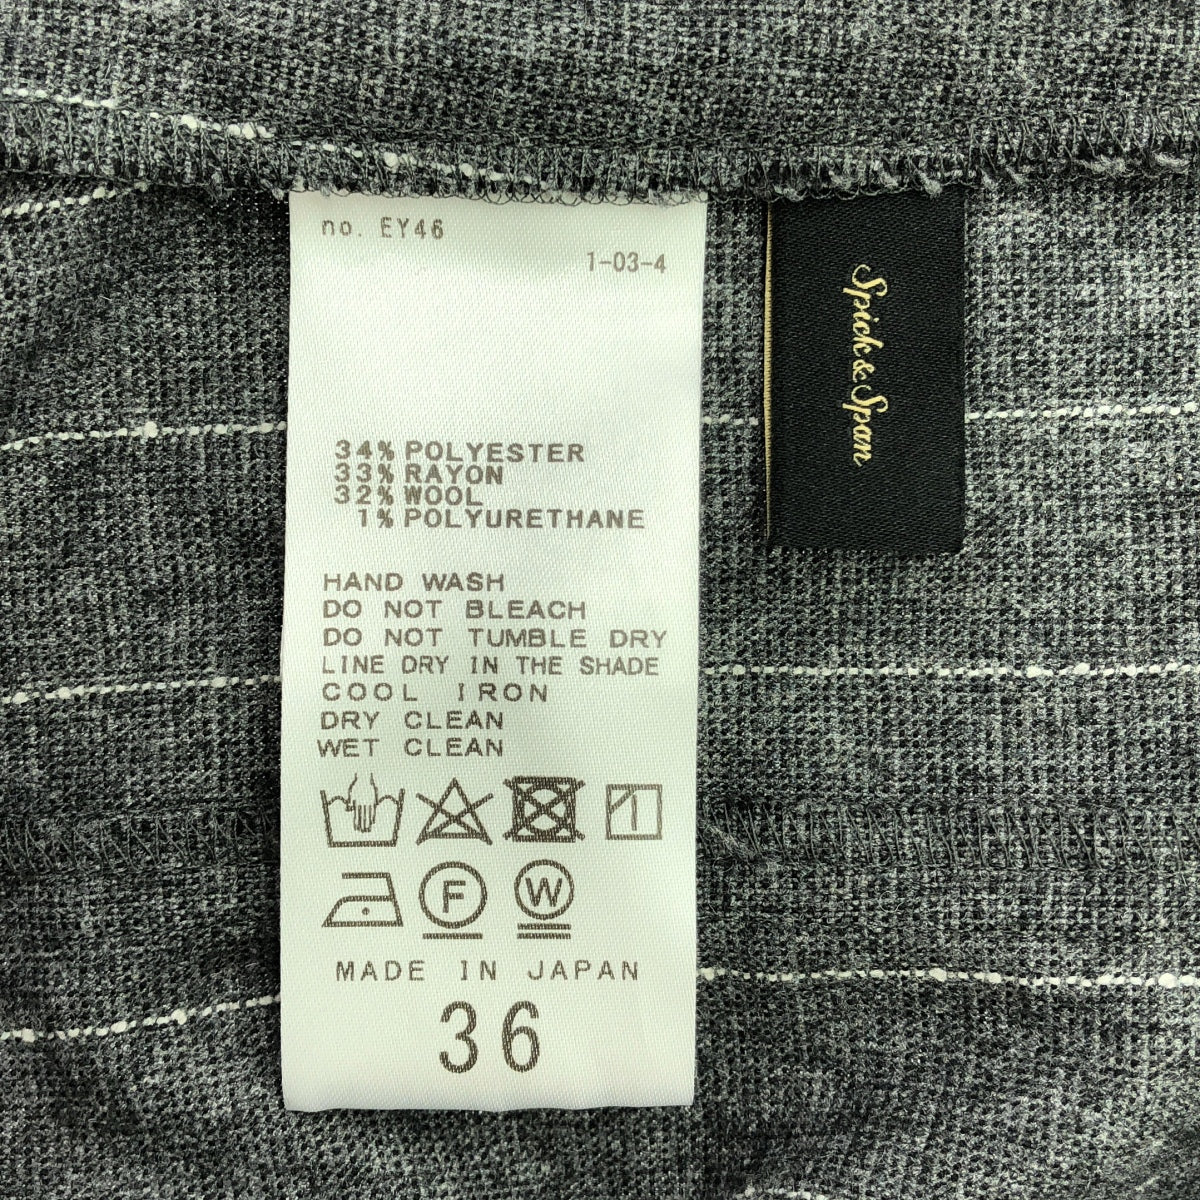 no. EY46
1-03-4
34% POLYESTER
33% RAYON
32% WOOL
1% POLYURETHANE
HAND WASH
DO NOT BLEACH
DO NOT TUMBLE DRY
LINE DRY IN THE SHADE
COOL IRON
DRY CLEAN
WET CLEAN
F
W
MADE IN JAPAN
36
Spick & Span